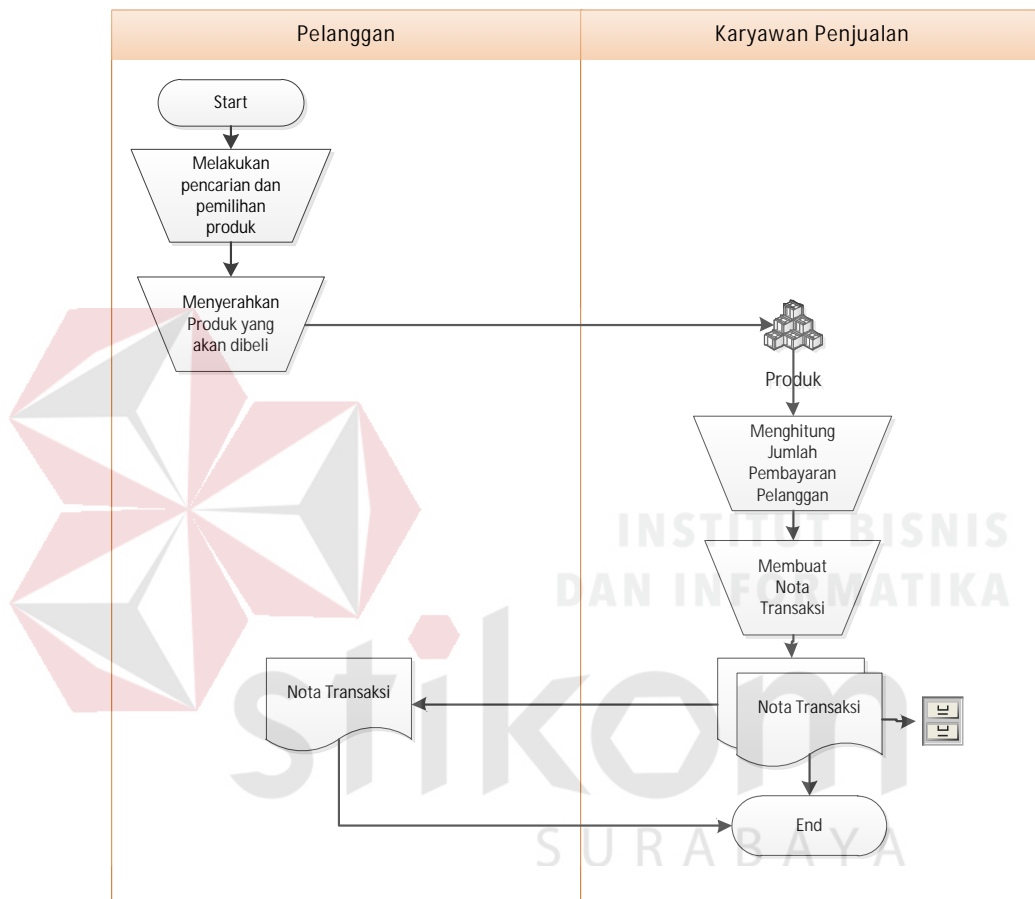 Pelanggan
Karyawan Penjualan
Start
Melakukan
pencarian dan
pemilihan
produk
Menyerahkan
Produk yang
akan dibeli
Produk
Menghitung
Jumlah
Pembayaran
Pelanggan
INSTITUT BISNIS
DAN INFORMATIKA
Membuat
Nota
Transaksi
Nota Transaksi
Nota Transaksi
stikom
End
SURABAYA